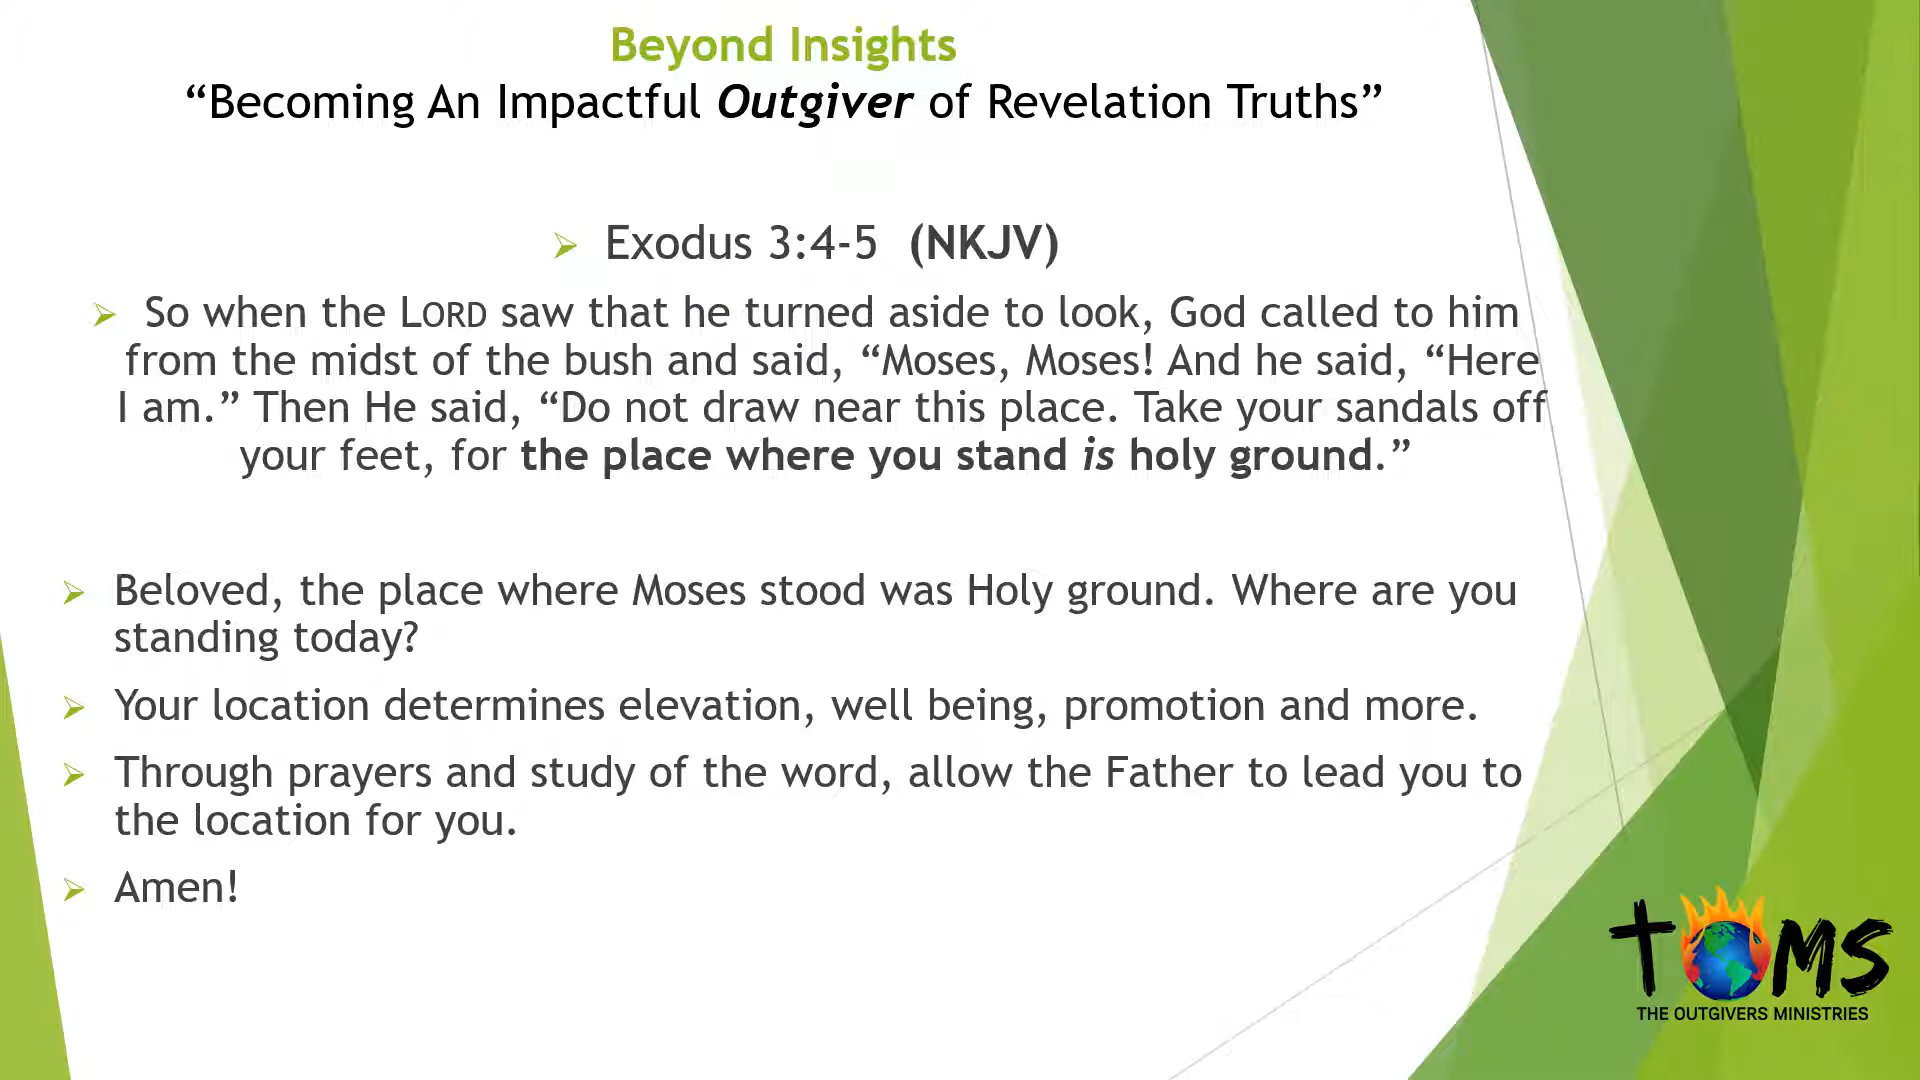 Beyond Insights
“Becoming An Impactful Outgiver of Revelation Truths”
Exodus 3:4-5 (NKJV)
So when the LORD saw that he turned aside to look, God called to him
from the midst of the bush and said, “Moses, Moses! And he said, “Here
I am.” Then He said, “Do not draw near this place. Take your sandals off
your feet, for the place where you stand is holy ground.”
Beloved, the place where Moses stood was Holy ground. Where are you
standing today?
Your location determines elevation, well being, promotion and more.
Through prayers and study of the word, allow the Father to lead you to
the location for you.
Amen!
TOMS
THE OUTGIVERS MINISTRIES